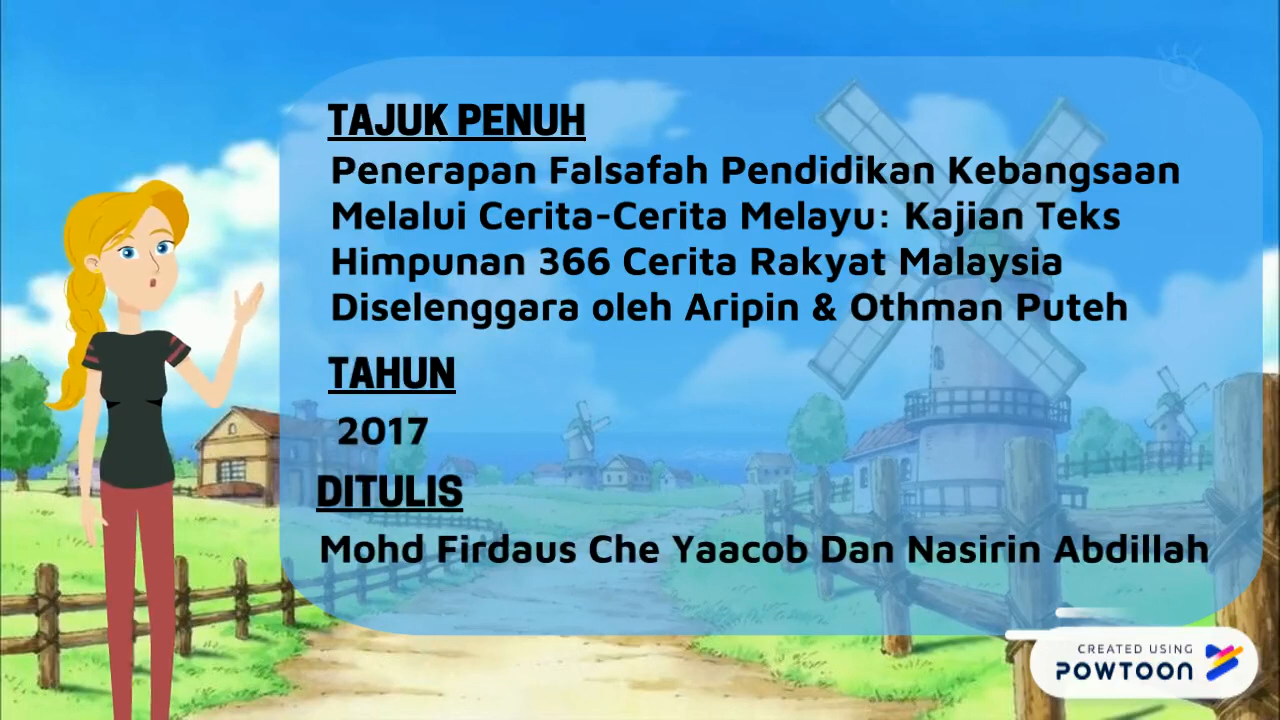 TAJUK PENUH
Penerapan Falsafah Pendidikan Kebangsaan
Melalui Cerita-Cerita Melayu: Kajian Teks
Himpunan 366 Cerita Rakyat Malaysia
Diselenggara oleh Aripin & Othman Puteh
TAHUN
2017
DITULIS
Mohd Firdaus Che Yaacob Dan Nasirin Abdillah
CREATED USING
POWTOON